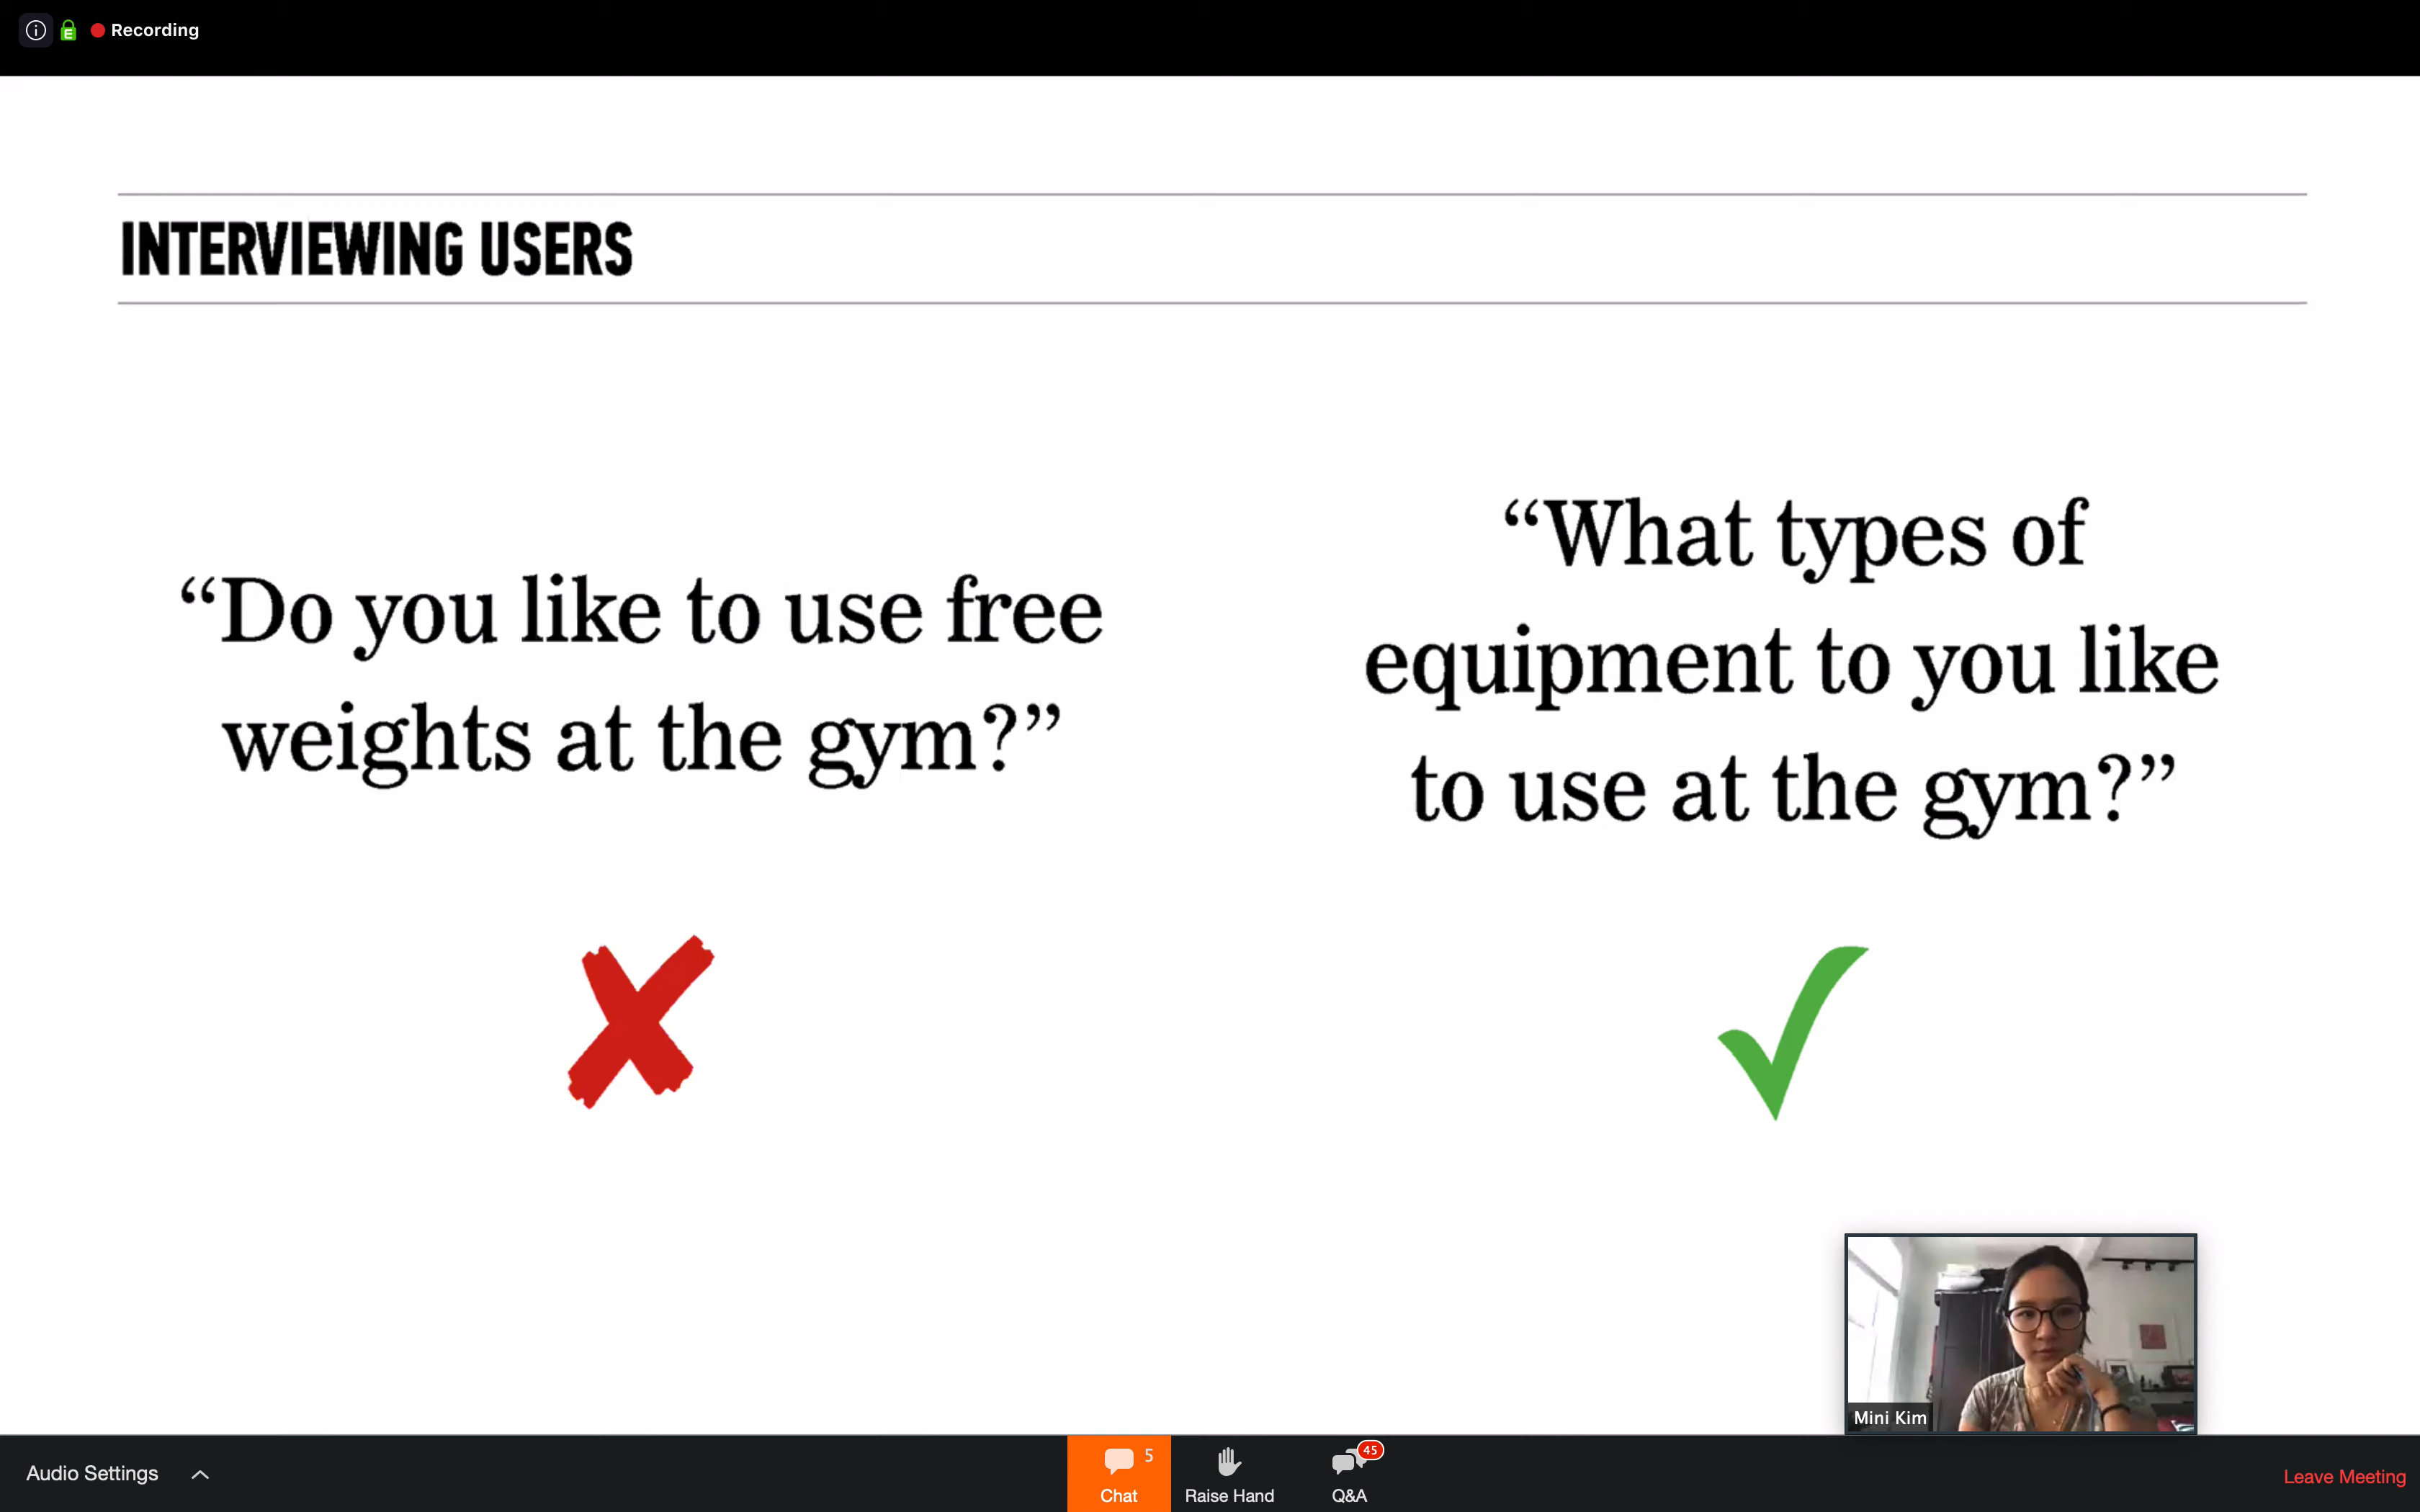 Recording
INTERVIEWING USERS
“Do you like to use free
weights at the gym?”
“What types of
equipment to you like
to use at the gym?”
Mini Kim
Audio Settings
5
Chat
Raise Hand
45
Q&A
Leave Meeting